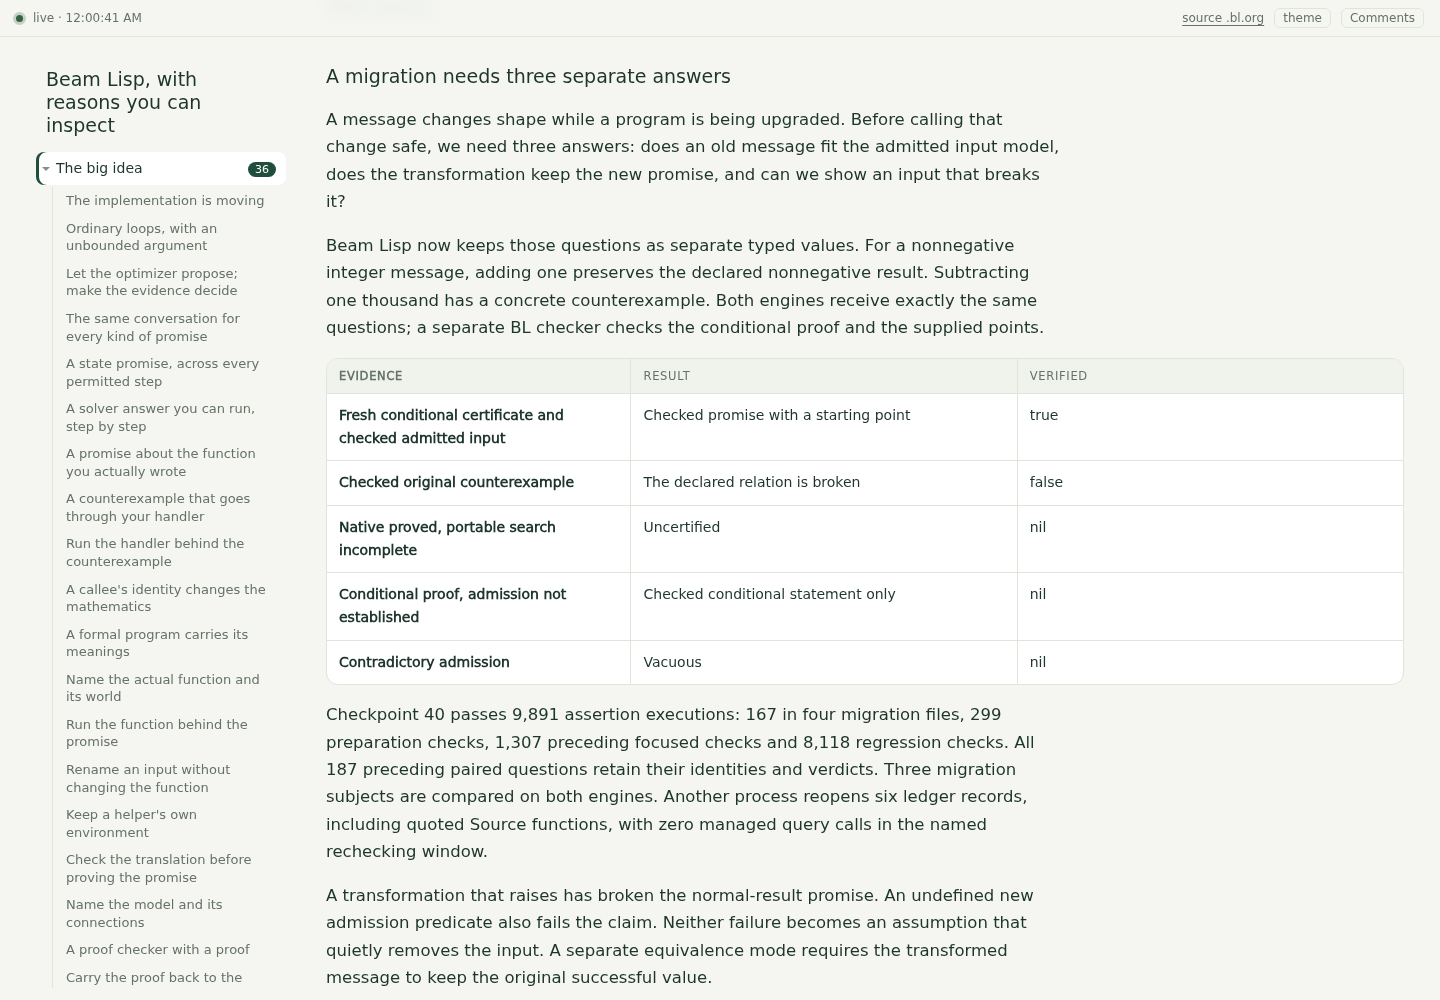 live · 12:00:41 AM
source .bl.org
theme
Comments
Beam Lisp, with
reasons you can
inspect
The big idea
36
The implementation is moving
Ordinary loops, with an
unbounded argument
Let the optimizer propose;
make the evidence decide
The same conversation for
every kind of promise
A state promise, across every
permitted step
A solver answer you can run,
step by step
A promise about the function
you actually wrote
A counterexample that goes
through your handler
Run the handler behind the
counterexample
A callee's identity changes the
mathematics
A formal program carries its
meanings
Name the actual function and
its world
Run the function behind the
promise
Rename an input without
changing the function
Keep a helper's own
environment
Check the translation before
proving the promise
Name the model and its
connections
A proof checker with a proof
Carry the proof back to the
A migration needs three separate answers
A message changes shape while a program is being upgraded. Before calling that
change safe, we need three answers: does an old message fit the admitted input model,
does the transformation keep the new promise, and can we show an input that breaks
it?
Beam Lisp now keeps those questions as separate typed values. For a nonnegative
integer message, adding one preserves the declared nonnegative result. Subtracting
one thousand has a concrete counterexample. Both engines receive exactly the same
questions; a separate BL checker checks the conditional proof and the supplied points.
EVIDENCE
RESULT
VERIFIED
Fresh conditional certificate and
checked admitted input
Checked promise with a starting point
true
Checked original counterexample
The declared relation is broken
false
Native proved, portable search
incomplete
Uncertified
nil
Conditional proof, admission not
established
Checked conditional statement only
nil
Contradictory admission
Vacuous
nil
Checkpoint 40 passes 9,891 assertion executions: 167 in four migration files, 299
preparation checks, 1,307 preceding focused checks and 8,118 regression checks. All
187 preceding paired questions retain their identities and verdicts. Three migration
subjects are compared on both engines. Another process reopens six ledger records,
including quoted Source functions, with zero managed query calls in the named
rechecking window.
A transformation that raises has broken the normal-result promise. An undefined new
admission predicate also fails the claim. Neither failure becomes an assumption that
quietly removes the input. A separate equivalence mode requires the transformed
message to keep the original successful value.